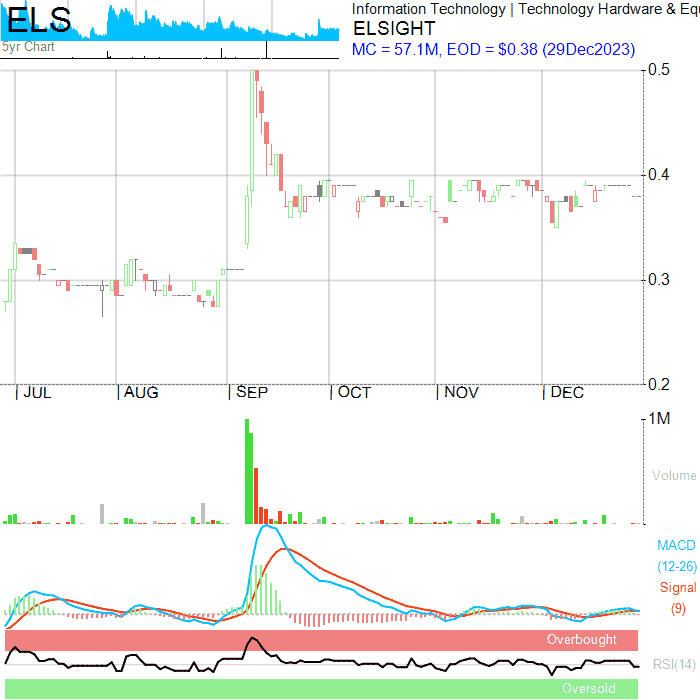 ELS
Information Technology | Technology Hardware & Equ
ELSIGHT
5yr Chart
MC = 57.1M, EOD = $0.38 (29Dec2023)
0.5
0.4
0.3
0.2
JUL AUG SEP OCT NOV DEC
1M
Volume
MACD
(12-26)
Signal
(9)
Overbought
RSI(14)
Oversold